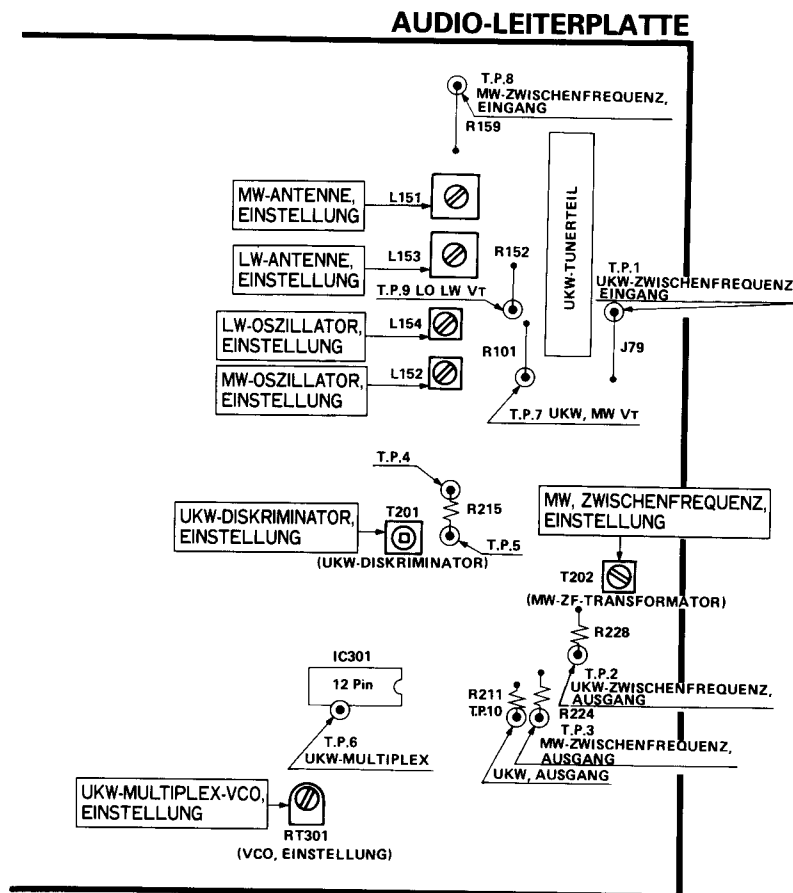 AUDIO-LEITERPLATTE
T.P.8
MW-ZWISCHENFREQUENZ,
EINGANG
R159
MW-ANTENNE,
EINSTELLUNG
L151
LW-ANTENNE,
EINSTELLUNG
L153
R152
UKW-TUNERTEIL
T.P.1
UKW-ZWISCHENFREQUENZ
EINGANG
T.P.9 LO LW VT
LW-OSZILLATOR,
EINSTELLUNG
L154
R101
J79
MW-OSZILLATOR,
EINSTELLUNG
L152
T.P.7 UKW, MW VT
T.P.4
R215
T.P.5
UKW-DISKRIMINATOR,
EINSTELLUNG
T201
(UKW-DISKRIMINATOR)
MW, ZWISCHENFREQUENZ,
EINSTELLUNG
T202
(MW-ZF-TRANSFORMATOR)
R228
T.P.2
UKW-ZWISCHENFREQUENZ,
AUSGANG
IC301
12 Pin
T.P.6
UKW-MULTIPLEX
R211
T.P.10
R224
T.P.3
MW-ZWISCHENFREQUENZ,
AUSGANG
UKW, AUSGANG
UKW-MULTIPLEX-VCO,
EINSTELLUNG
RT301
(VCO, EINSTELLUNG)